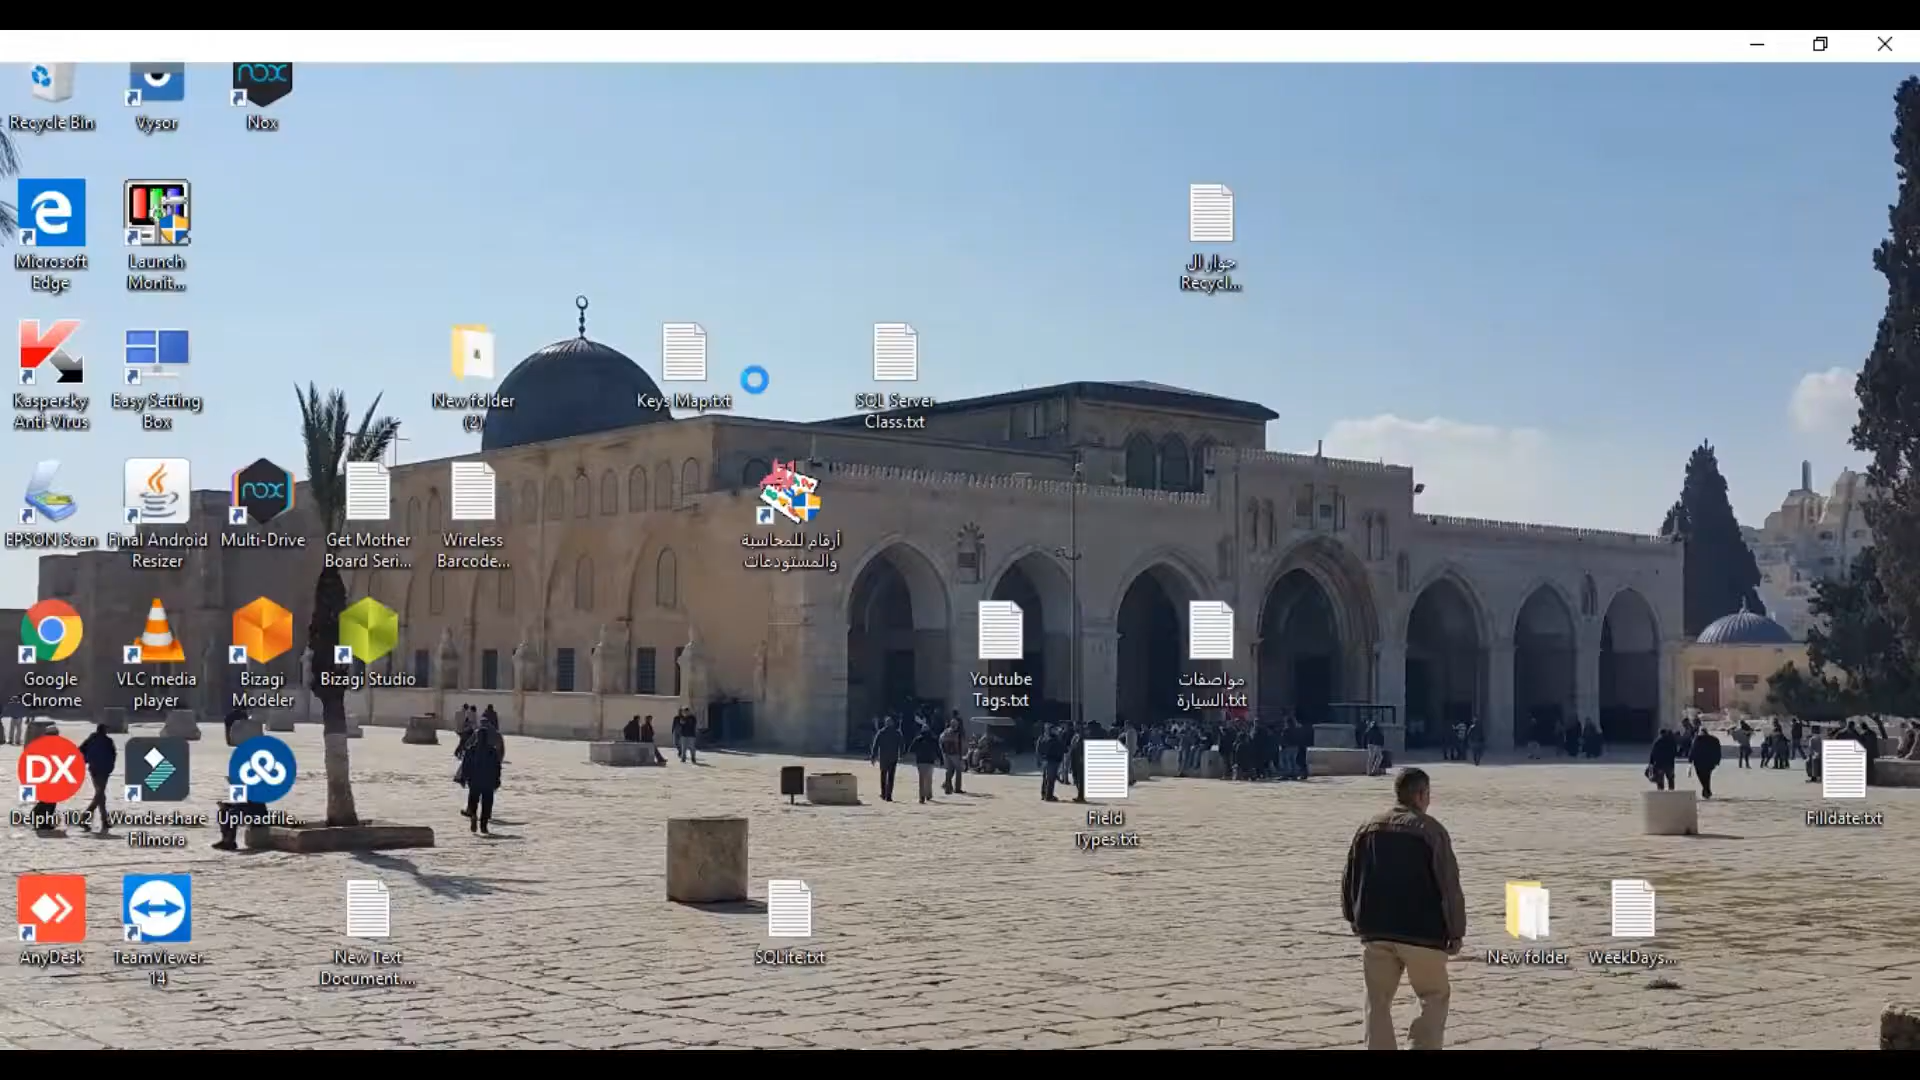 Recycle Bin
Vysor
nox
Nox
Microsoft
Edge
Launch
Monit...
حوار ال
Recycl...
Kaspersky
Anti-Virus
Easy Setting
Box
New folder
(2)
Keys Map.txt
SQL Server
Class.txt
EPSON Scan
Final Android
Resizer
nox
Multi-Drive
Get Mother
Board Seri...
Wireless
Barcode...
أرقام للمحاسبة
والمستودعات
Google
Chrome
VLC media
player
Bizagi
Modeler
Bizagi Studio
Youtube
Tags.txt
مواصفات
السيارة.txt
DX
Delphi 10.2
Wondershare
Filmora
Uploadfile...
Field
Types.txt
Filldate.txt
AnyDesk
TeamViewer
14
New Text
Document....
SQLite.txt
New folder
WeekDays...